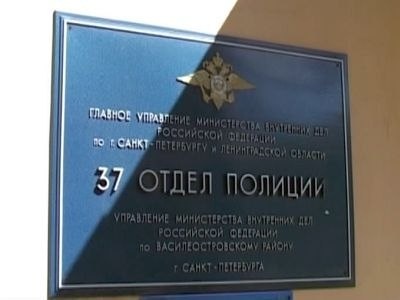 ГЛАВНОЕ УПРАВЛЕНИЕ МИНИСТЕРСТВА ВНУТРЕННИХ ДЕЛ
РОССИЙСКОЙ ФЕДЕРАЦИИ
по г. САНКТ-ПЕТЕРБУРГУ и ЛЕНИНГРАДСКОЙ ОБЛАСТИ
37 ОТДЕЛ ПОЛИЦИИ
УПРАВЛЕНИЕ МИНИСТЕРСТВА ВНУТРЕННИХ ДЕЛ
РОССИЙСКОЙ ФЕДЕРАЦИИ
по ВАСИЛЕОСТРОВСКОМУ РАЙОНУ
г САНКТ-ПЕТЕРБУРГА